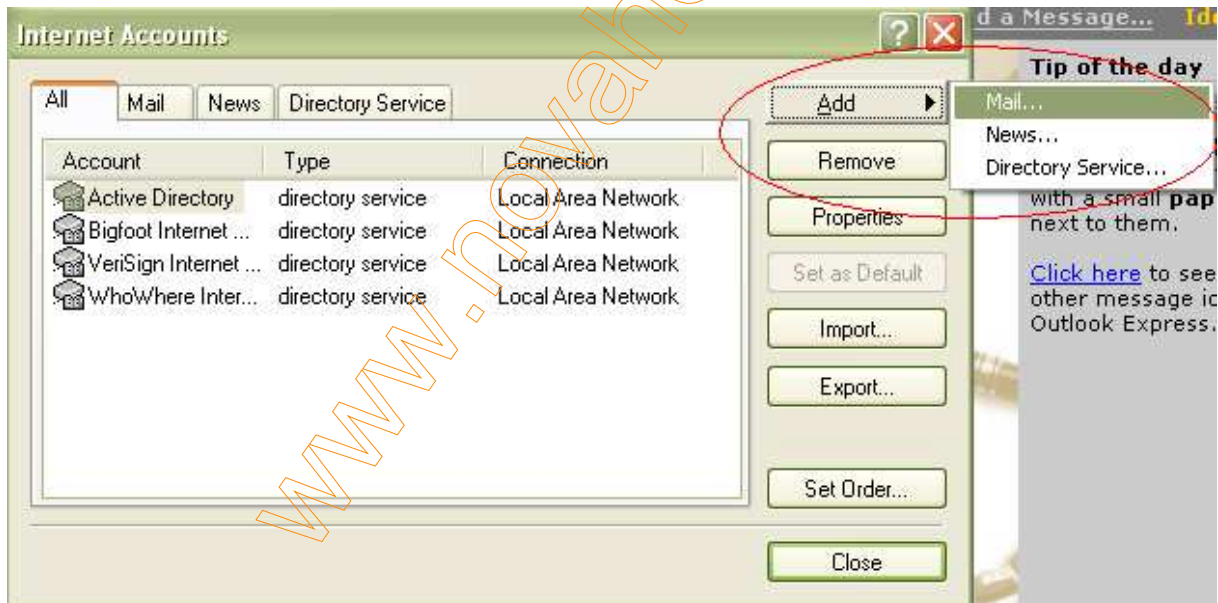 Internet Accounts
d a Message...
Tip of the day
All Mail News Directory Service
Account Type Connection
Active Directory directory service Local Area Network
Bigfoot Internet ... directory service Local Area Network
VeriSign Internet ... directory service Local Area Network
WhoWhere Inter... directory service Local Area Network
Add
Remove
Properties
Set as Default
Import...
Export...
Set Order...
Close
Mail...
News...
Directory Service...
with a small pap
next to them.
Click here to see
other message ic
Outlook Express.
www.novah